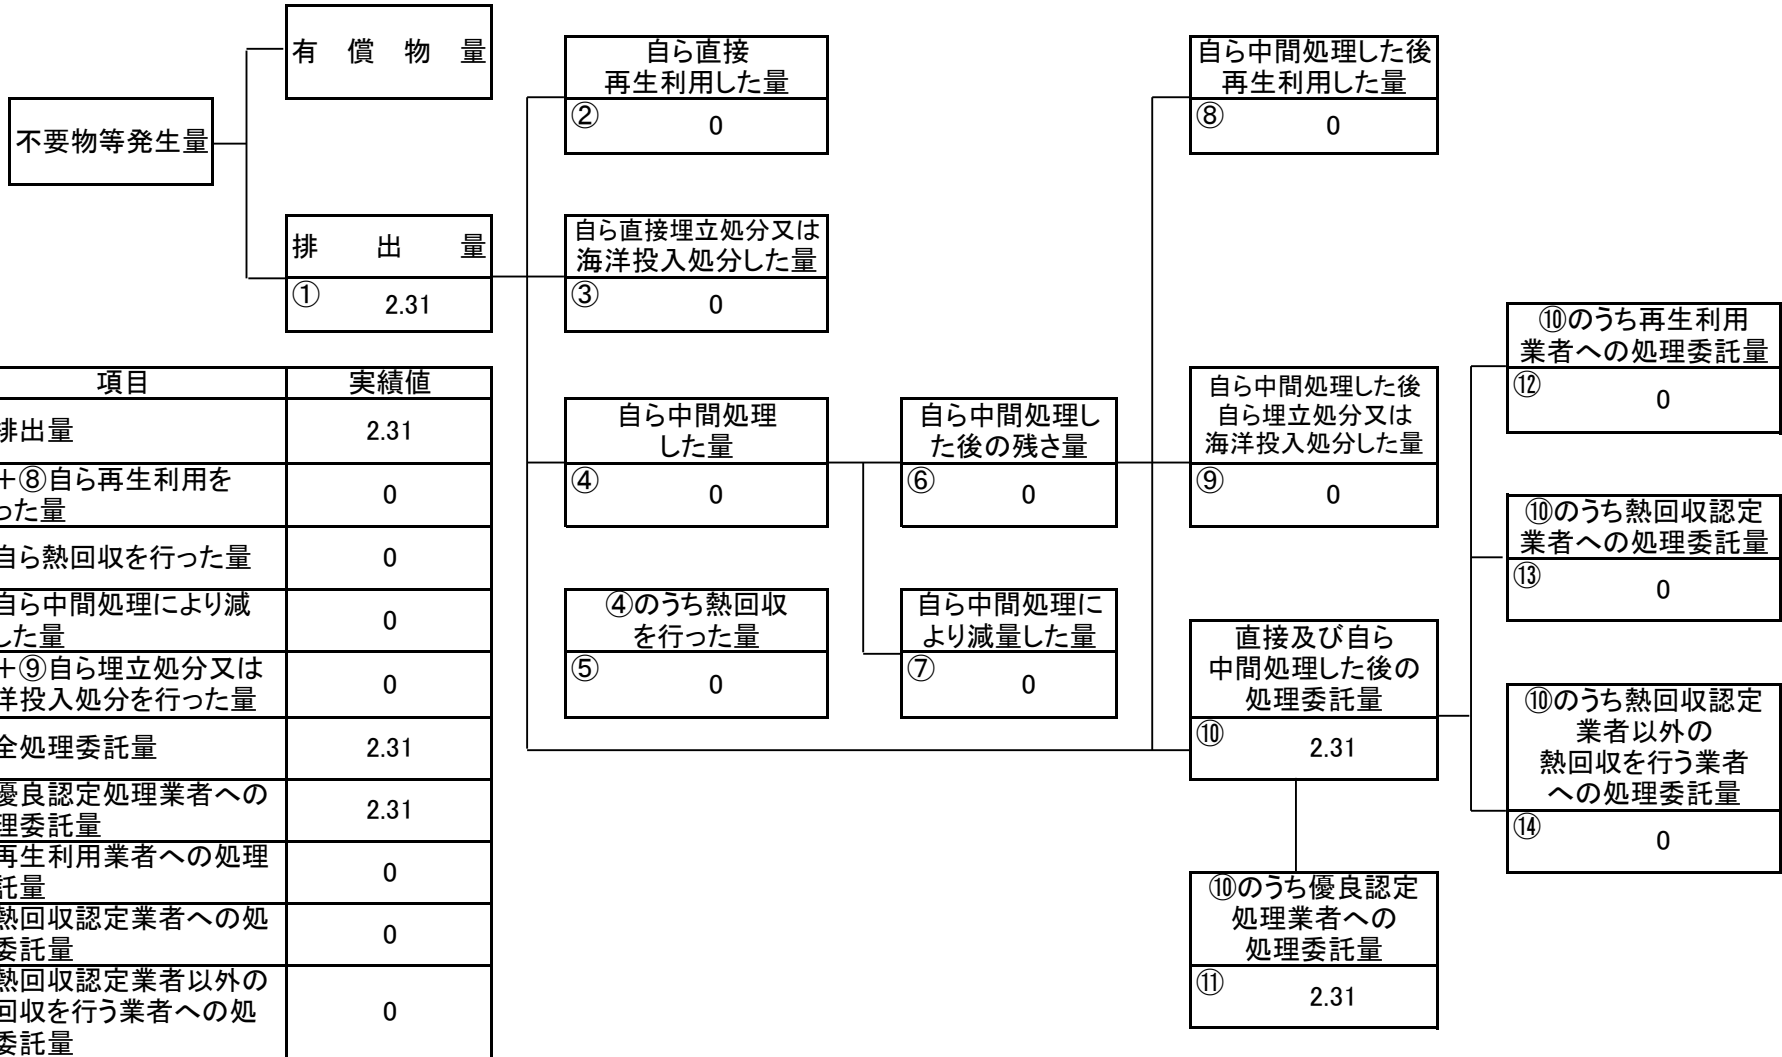 有償物量
不要物等発生量
排出量
① 2.31
自ら直接
再生利用した量
② 0
自ら直接埋立処分又は
海洋投入処分した量
③ 0
自ら中間処理
した量
④ 0
④のうち熱回収
を行った量
⑤ 0
自ら中間処理し
た後の残さ量
⑥ 0
自ら中間処理に
より減量した量
⑦ 0
自ら中間処理した後
再生利用した量
⑧ 0
自ら中間処理した後
自ら埋立処分又は
海洋投入処分した量
⑨ 0
直接及び自ら
中間処理した後の
処理委託量
⑩ 2.31
⑩のうち優良認定
処理業者への
処理委託量
⑪ 2.31
⑩のうち再生利用
業者への処理委託量
⑫ 0
⑩のうち熱回収認定
業者への処理委託量
⑬ 0
⑩のうち熱回収認定
業者以外の
熱回収を行う業者
への処理委託量
⑭ 0
項目 実績値
排出量 2.31
+⑧自ら再生利用を
った量 0
自ら熱回収を行った量 0
自ら中間処理により減
した量 0
+⑨自ら埋立処分又は
洋投入処分を行った量 0
全処理委託量 2.31
優良認定処理業者への
理委託量 2.31
再生利用業者への処理
託量 0
熱回収認定業者への処
委託量 0
熱回収認定業者以外の
回収を行う業者への処
委託量 0